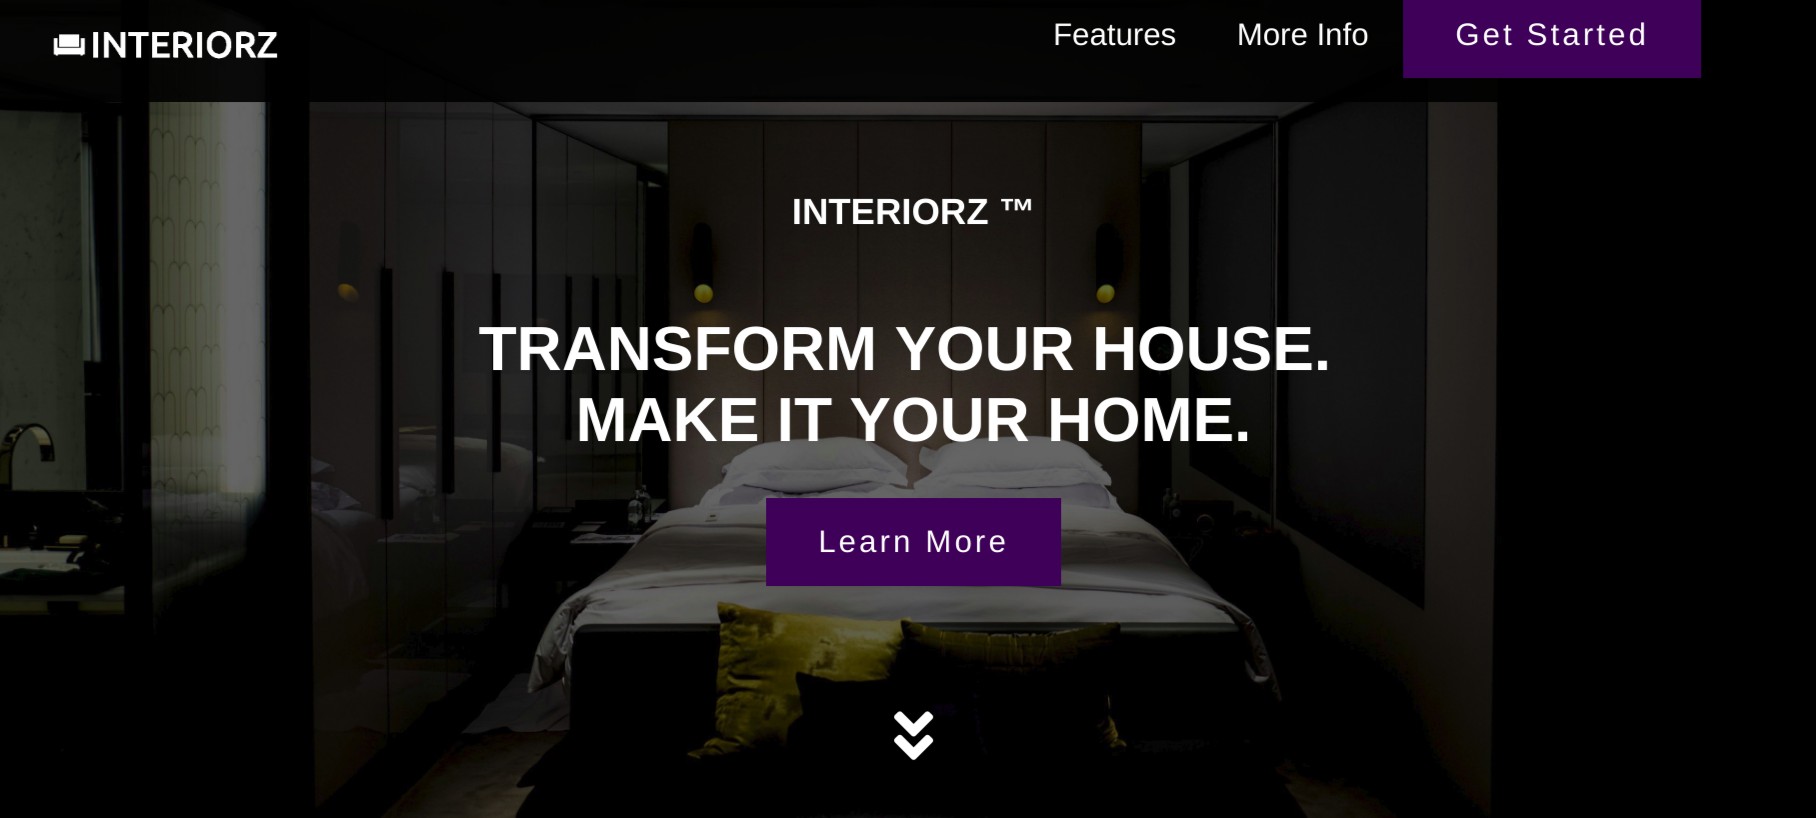 INTERIORZ
Features
More Info
Get Started
INTERIORZ ™
TRANSFORM YOUR HOUSE.
MAKE IT YOUR HOME.
Learn More